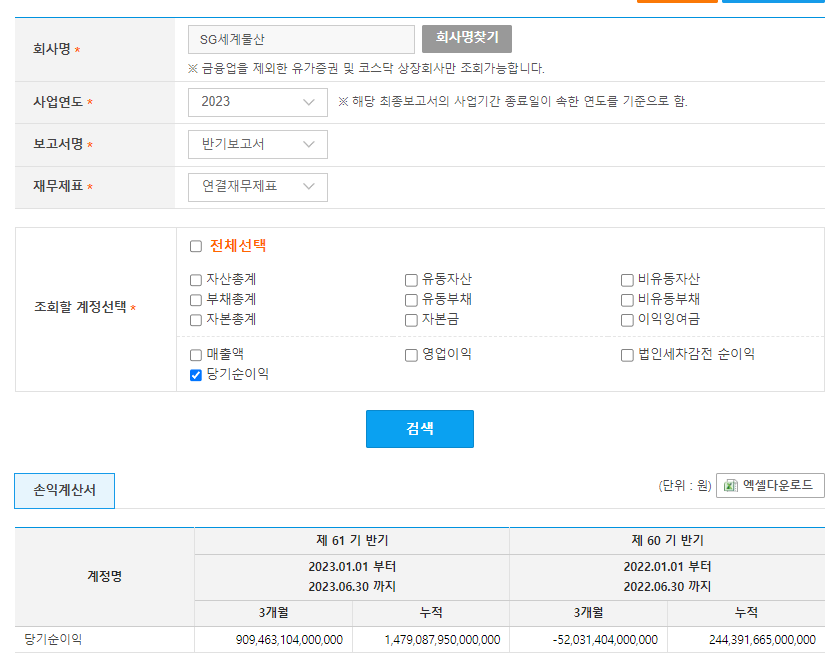 회사명 *
SG세계물산
회사명찾기
※ 금융업을 제외한 유가증권 및 코스닥 상장회사만 조회가능합니다.
사업연도 *
2023
※ 해당 최종보고서의 사업기간 종료일이 속한 연도를 기준으로 함.
보고서명 *
반기보고서
재무제표 *
연결재무제표
조회할 계정선택 *
전체선택
자산총계 유동자산 비유동자산
부채총계 유동부채 비유동부채
자본총계 자본금 이익잉여금
매출액 영업이익 법인세차감전 순이익
당기순이익
검색
손익계산서
(단위 : 원)
엑셀다운로드
계정명
제 61 기 반기 제 60 기 반기
2023.01.01 부터 2022.01.01 부터
2023.06.30 까지 2022.06.30 까지
3개월 누적 3개월 누적
당기순이익 909,463,104,000,000 1,479,087,950,000,000 -52,031,404,000,000 244,391,665,000,000